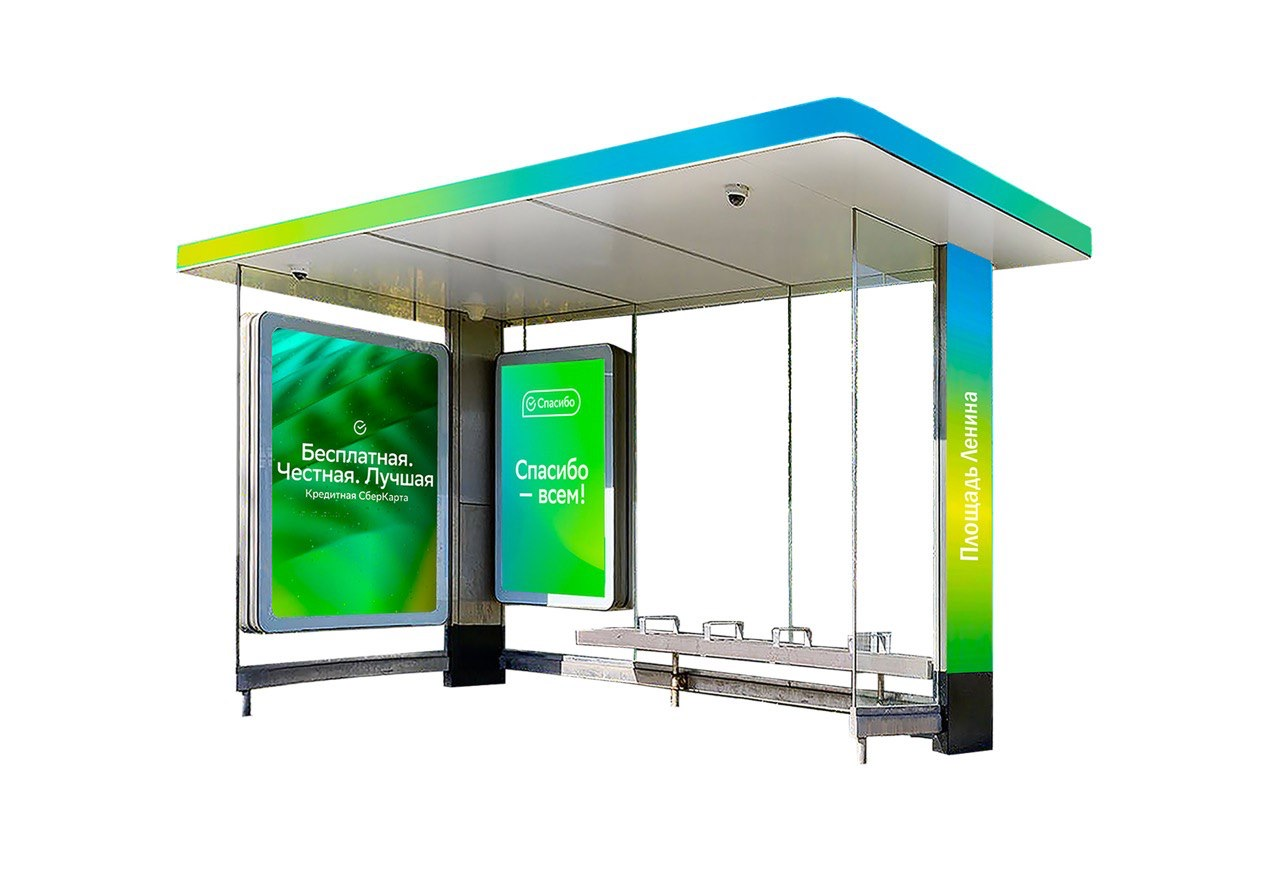 Бесплатная.
Честная. Лучшая
Кредитная СберКарта
Спасибо
Спасибо
— всем!
Площадь Ленина